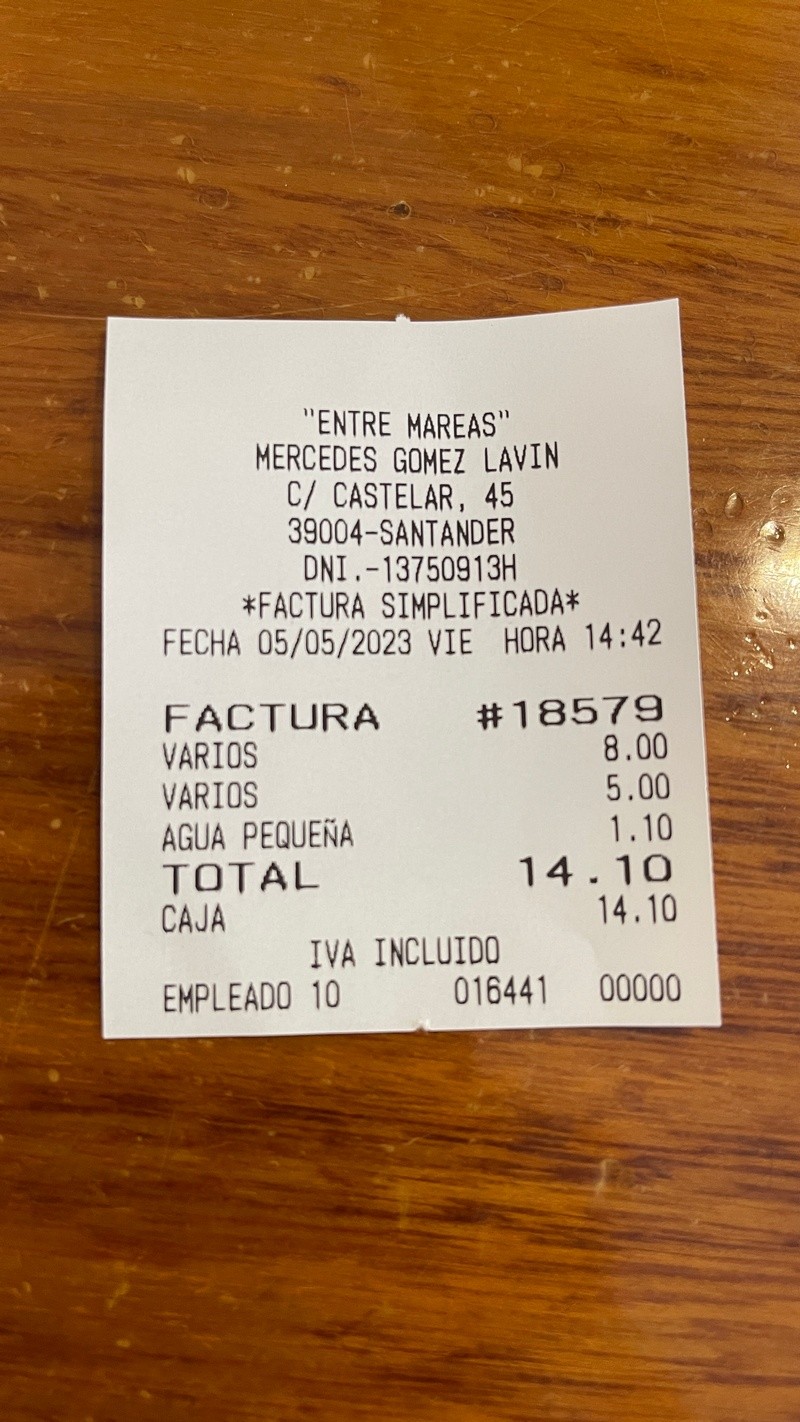 "ENTRE MAREAS"
MERCEDES GOMEZ LAVIN
C/ CASTELAR, 45
39004-SANTANDER
DNI.-13750913H
*FACTURA SIMPLIFICADA*
FECHA 05/05/2023 VIE HORA 14:42
FACTURA #18579
VARIOS 8.00
VARIOS 5.00
AGUA PEQUEÑA 1.10
TOTAL 14.10
CAJA 14.10
IVA INCLUIDO
EMPLEADO 10 016441 00000